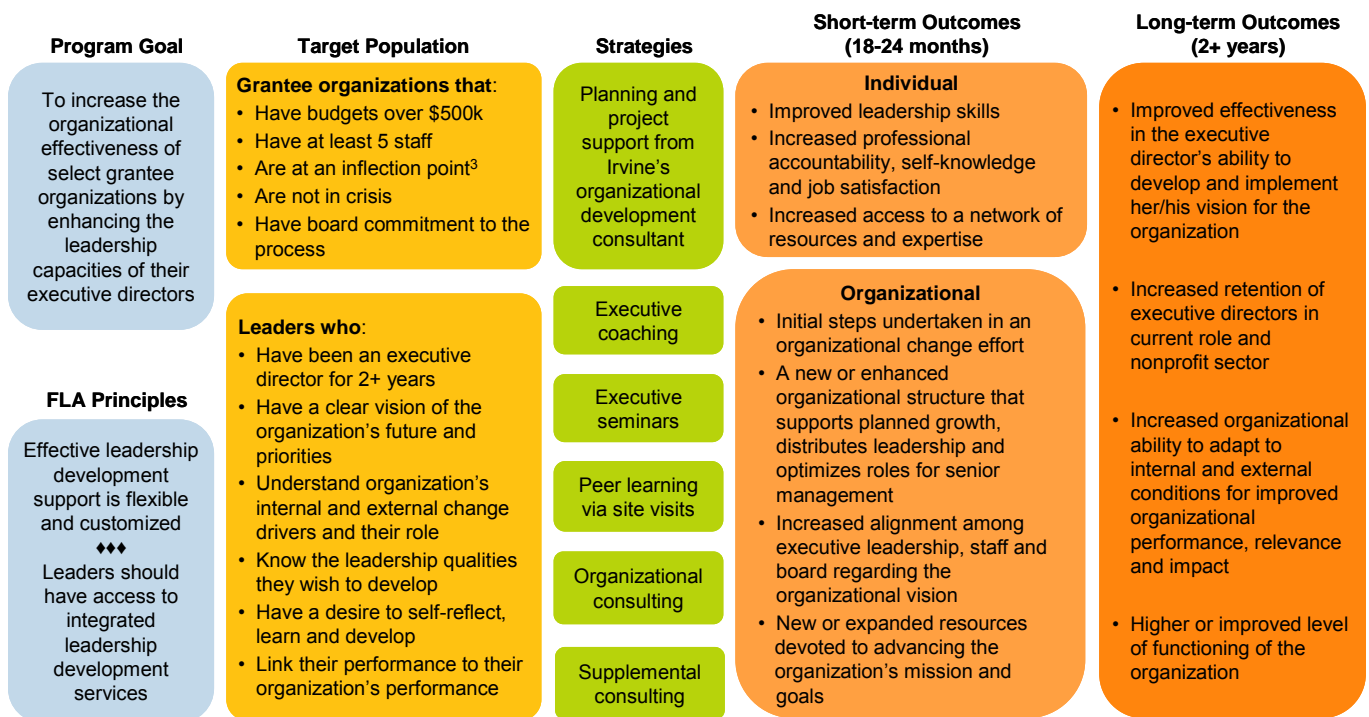 Program Goal
To increase the
organizational
effectiveness of
select grantee
organizations by
enhancing the
leadership
capacities of their
executive directors
FLA Principles
Effective leadership
development
support is flexible
and customized
♦♦♦
Leaders should
have access to
integrated
leadership
development
services
Target Population
Grantee organizations that:
• Have budgets over $500k
• Have at least 5 staff
• Are at an inflection point³
• Are not in crisis
• Have board commitment to the
process
Leaders who:
• Have been an executive
director for 2+ years
• Have a clear vision of the
organization’s future and
priorities
• Understand organization’s
internal and external change
drivers and their role
• Know the leadership qualities
they wish to develop
• Have a desire to self-reflect,
learn and develop
• Link their performance to their
organization’s performance
Strategies
Planning and
project
support from
Irvine’s
organizational
development
consultant
Executive
coaching
Executive
seminars
Peer learning
via site visits
Organizational
consulting
Supplemental
consulting
Short-term Outcomes
(18-24 months)
Individual
• Improved leadership skills
• Increased professional
accountability, self-knowledge
and job satisfaction
• Increased access to a network of
resources and expertise
Organizational
• Initial steps undertaken in an
organizational change effort
• A new or enhanced
organizational structure that
supports planned growth,
distributes leadership and
optimizes roles for senior
management
• Increased alignment among
executive leadership, staff and
board regarding the
organizational vision
• New or expanded resources
devoted to advancing the
organization’s mission and
goals
Long-term Outcomes
(2+ years)
• Improved effectiveness
in the executive
director’s ability to
develop and implement
her/his vision for the
organization
• Increased retention of
executive directors in
current role and
nonprofit sector
• Increased organizational
ability to adapt to
internal and external
conditions for improved
organizational
performance, relevance
and impact
• Higher or improved level
of functioning of the
organization